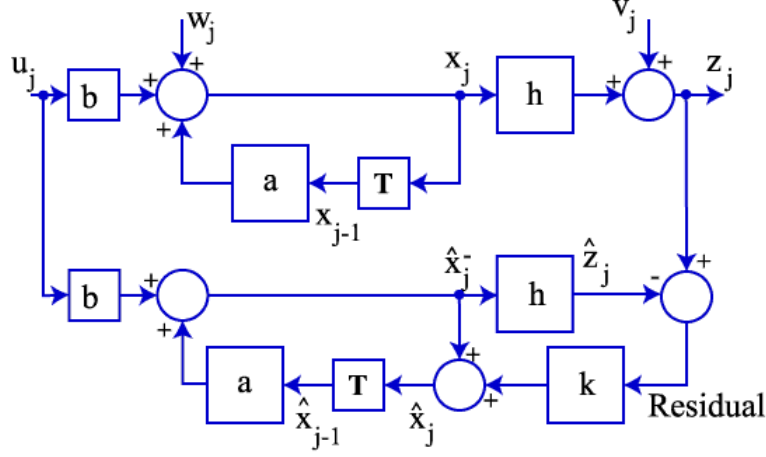 w_j
v_j
u_j
x_j
z_j
+
+
+
+
b
h
+
a
T
x_{j-1}
x̂⁻_j
ẑ_j
+
-
+
b
h
+
+
a
T
+
k
x̂_{j-1}
x̂_j
Residual